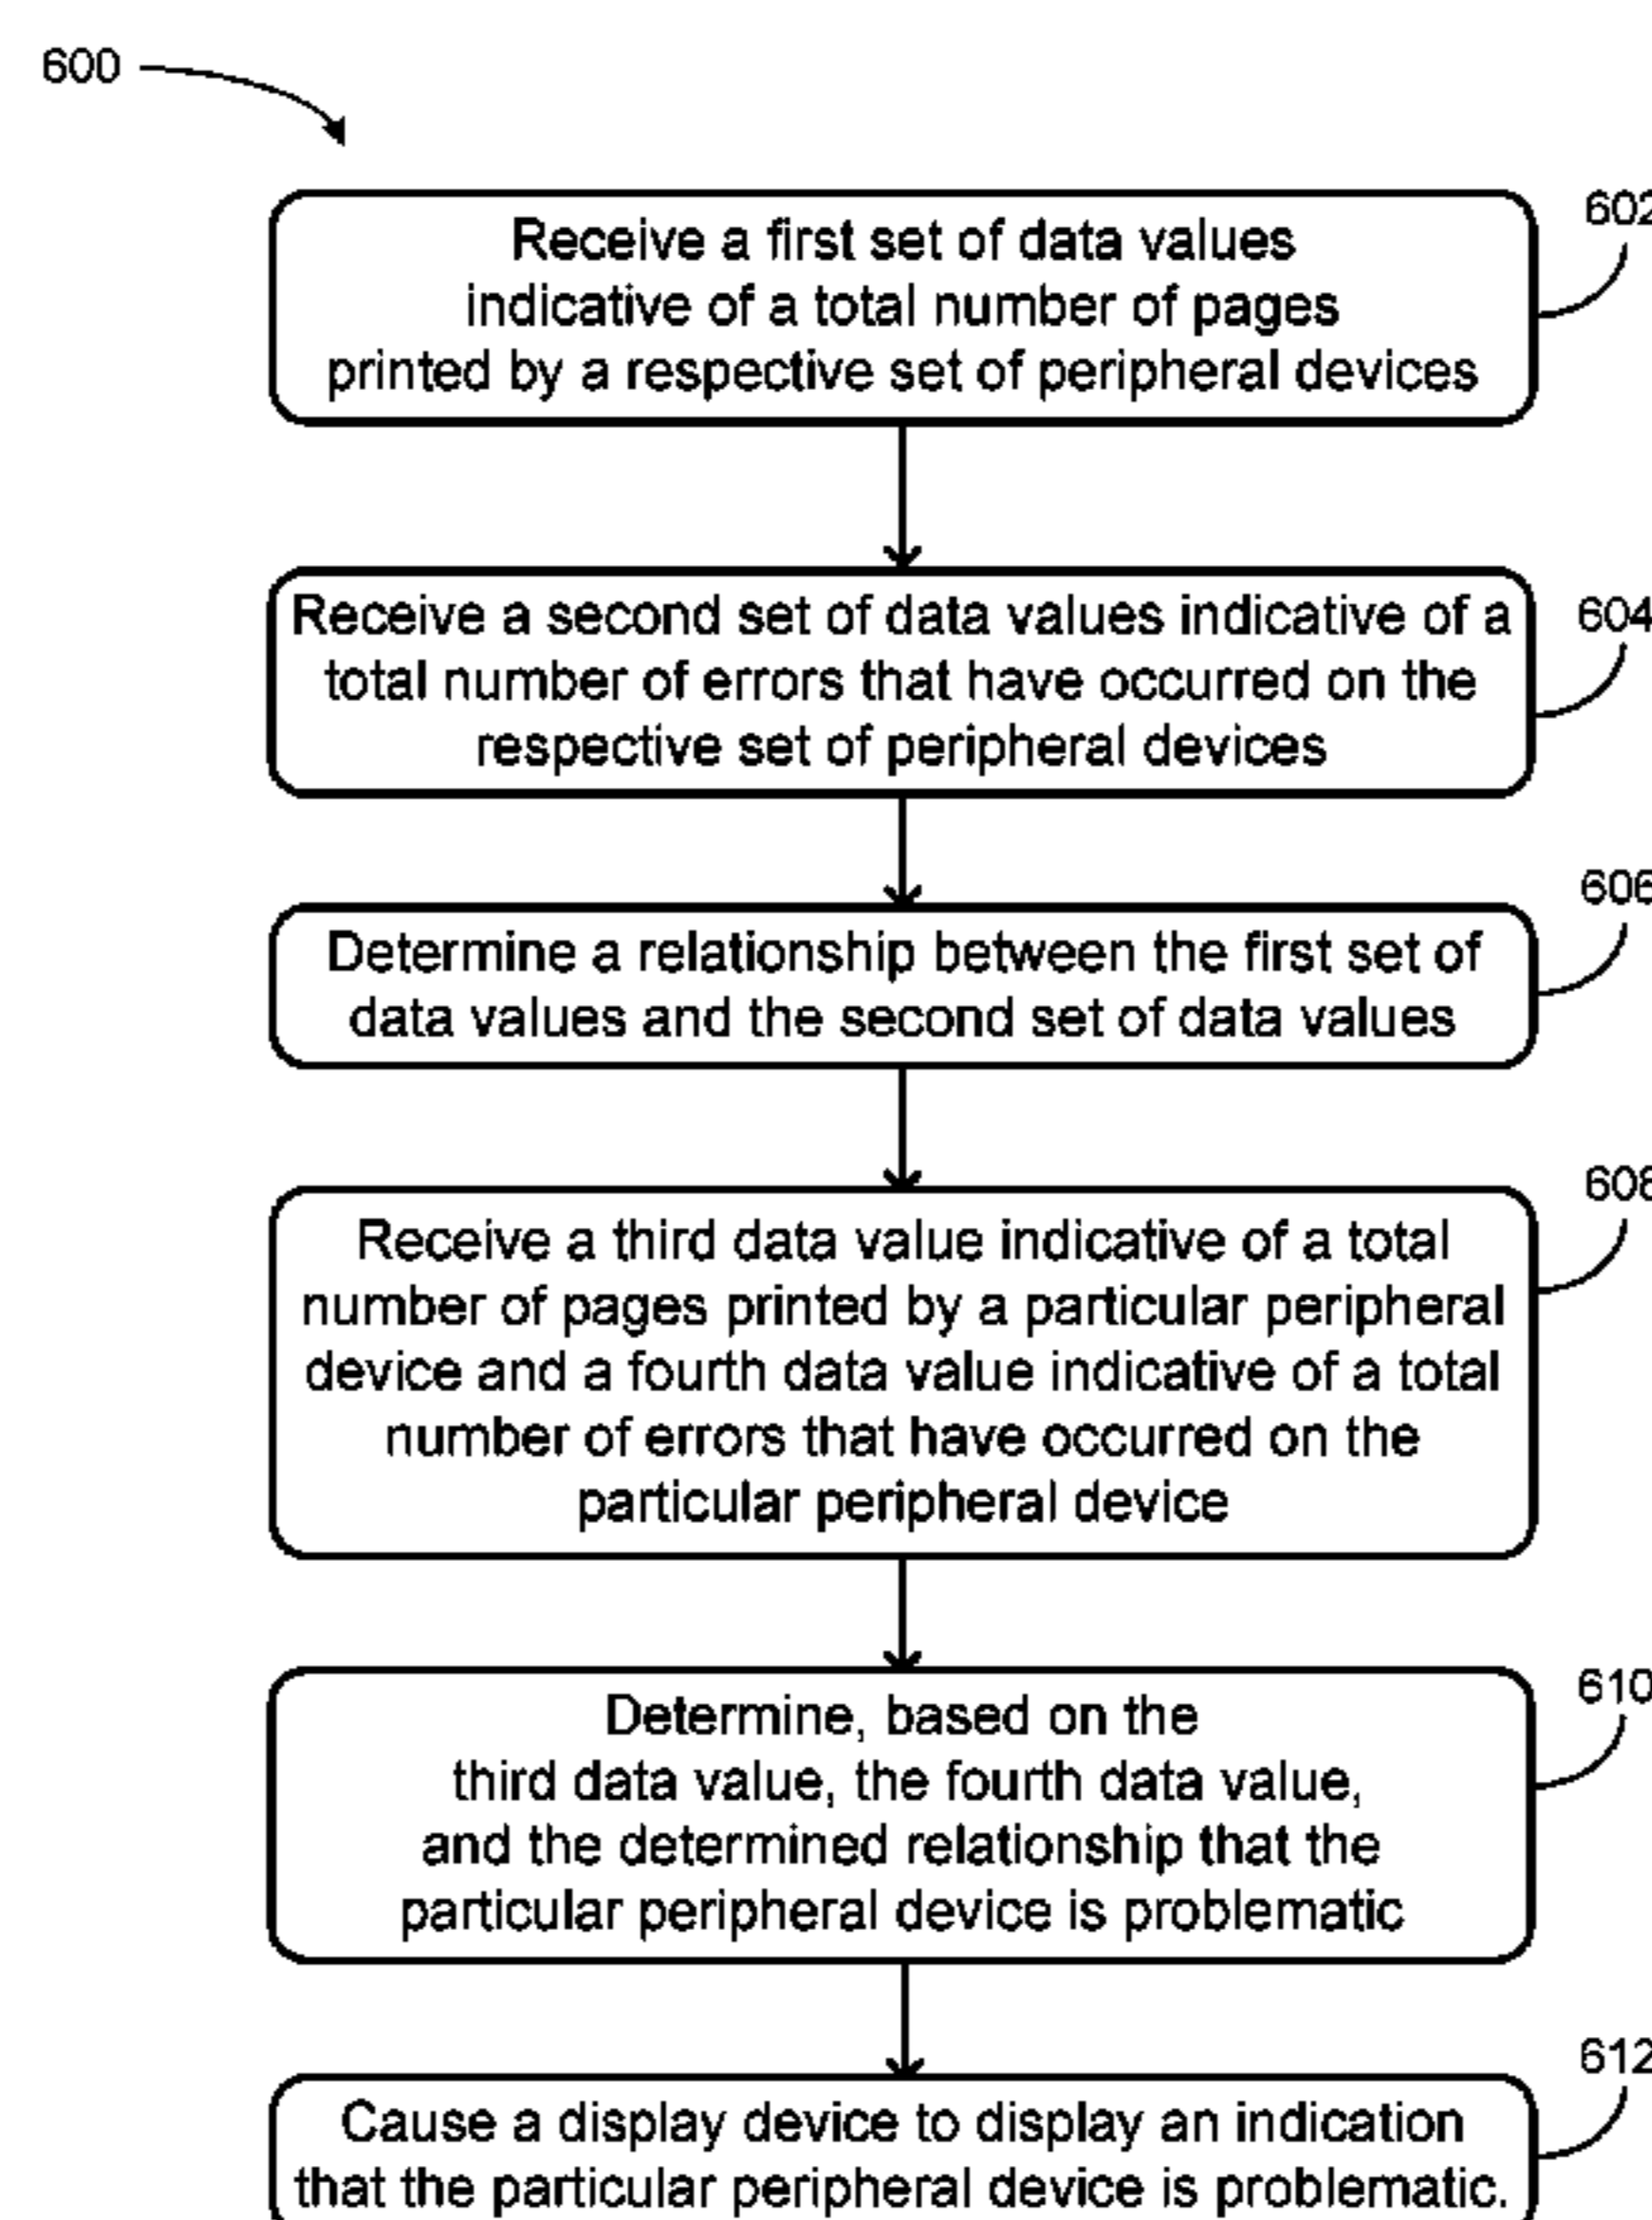 600
602
Receive a first set of data values
indicative of a total number of pages
printed by a respective set of peripheral devices
604
Receive a second set of data values indicative of a
total number of errors that have occurred on the
respective set of peripheral devices
606
Determine a relationship between the first set of
data values and the second set of data values
608
Receive a third data value indicative of a total
number of pages printed by a particular peripheral
device and a fourth data value indicative of a total
number of errors that have occurred on the
particular peripheral device
610
Determine, based on the
third data value, the fourth data value,
and the determined relationship that the
particular peripheral device is problematic
612
Cause a display device to display an indication
that the particular peripheral device is problematic.